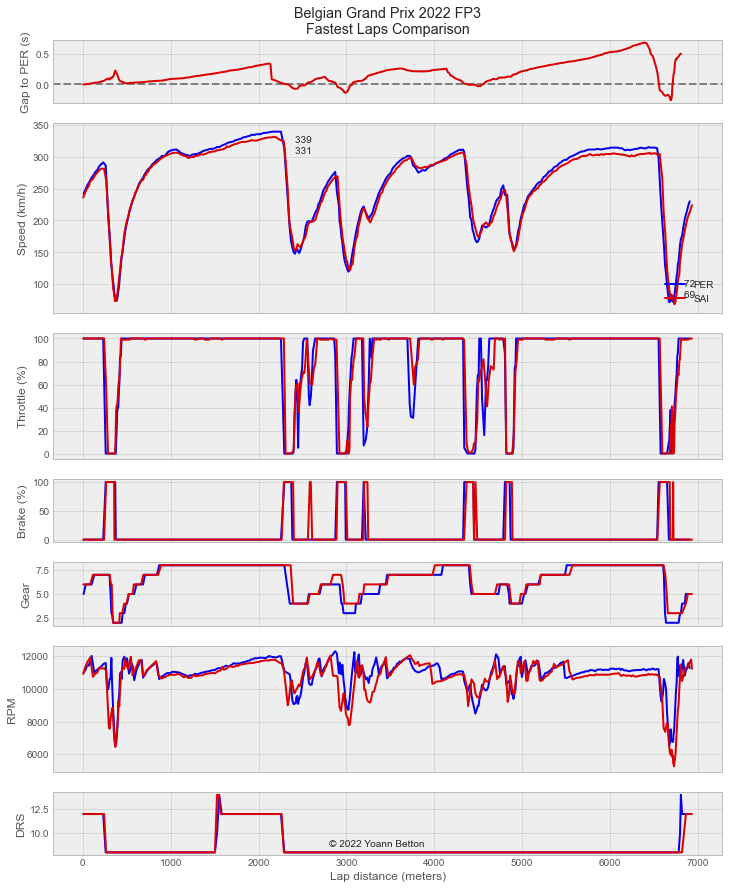 Belgian Grand Prix 2022 FP3
Fastest Laps Comparison
Gap to PER (s)
0.5
0.0
Speed (km/h)
350
300
250
200
150
100
339
331
72
69
PER
SAI
Throttle (%)
100
80
60
40
20
0
Brake (%)
100
50
0
Gear
7.5
5.0
2.5
RPM
12000
10000
8000
6000
DRS
12.5
10.0
© 2022 Yoann Betton
0 1000 2000 3000 4000 5000 6000 7000
Lap distance (meters)